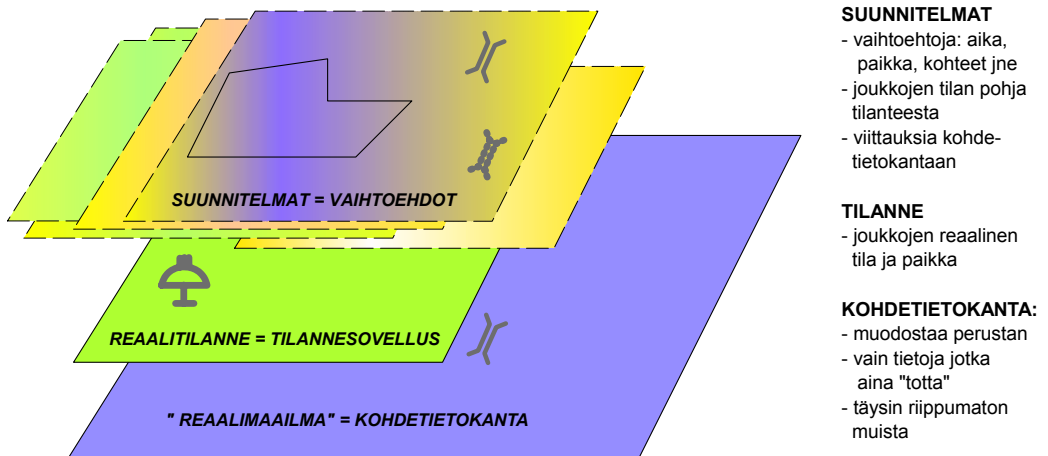 SUUNNITELMAT = VAIHTOEHDOT
REAALITILANNE = TILANNESOVELLUS
" REAALIMAAILMA" = KOHDETIETOKANTA
SUUNNITELMAT
- vaihtoehtoja: aika,
paikka, kohteet jne
- joukkojen tilan pohja
tilanteesta
- viittauksia kohde-
tietokantaan
TILANNE
- joukkojen reaalinen
tila ja paikka
KOHDETIETOKANTA:
- muodostaa perustan
- vain tietoja jotka
aina "totta"
- täysin riippumaton
muista